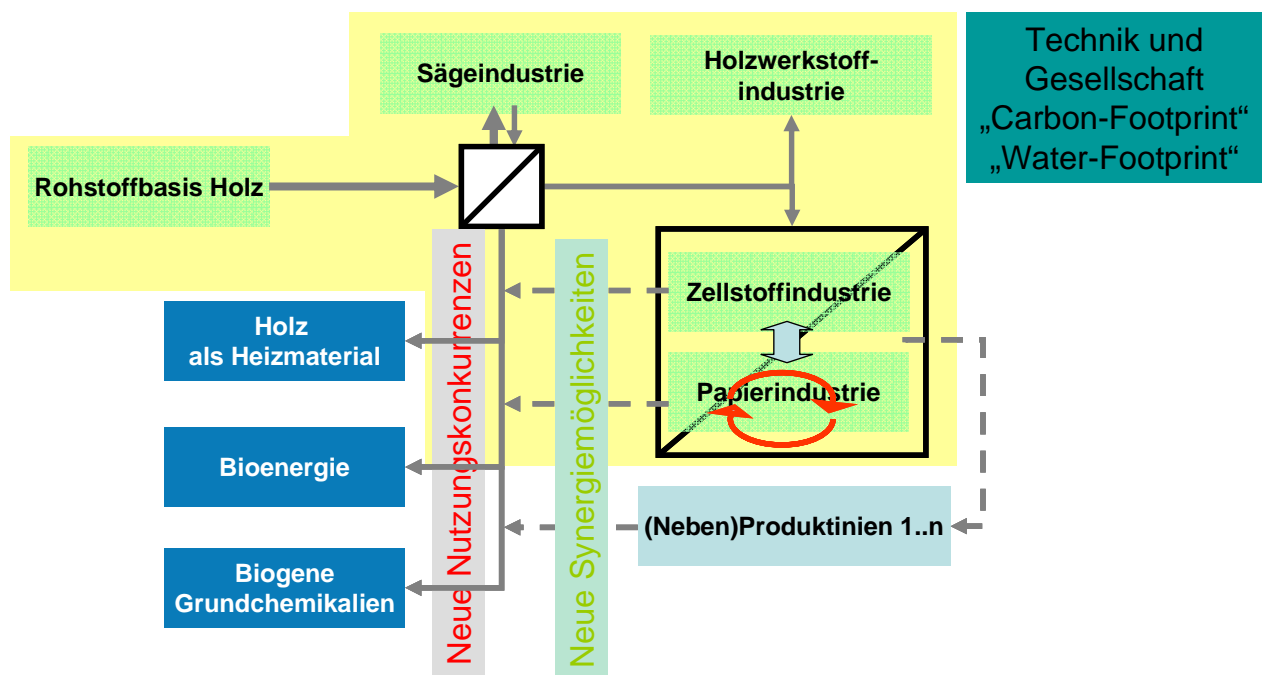 Sägeindustrie
Holzwerkstoff-
industrie
Technik und
Gesellschaft
„Carbon-Footprint“
„Water-Footprint“
Rohstoffbasis Holz
Neue Nutzungskonkurrenzen
Neue Synergiemöglichkeiten
Zellstoffindustrie
Papierindustrie
Holz
als Heizmaterial
Bioenergie
(Neben)Produktinien 1..n
Biogene
Grundchemikalien